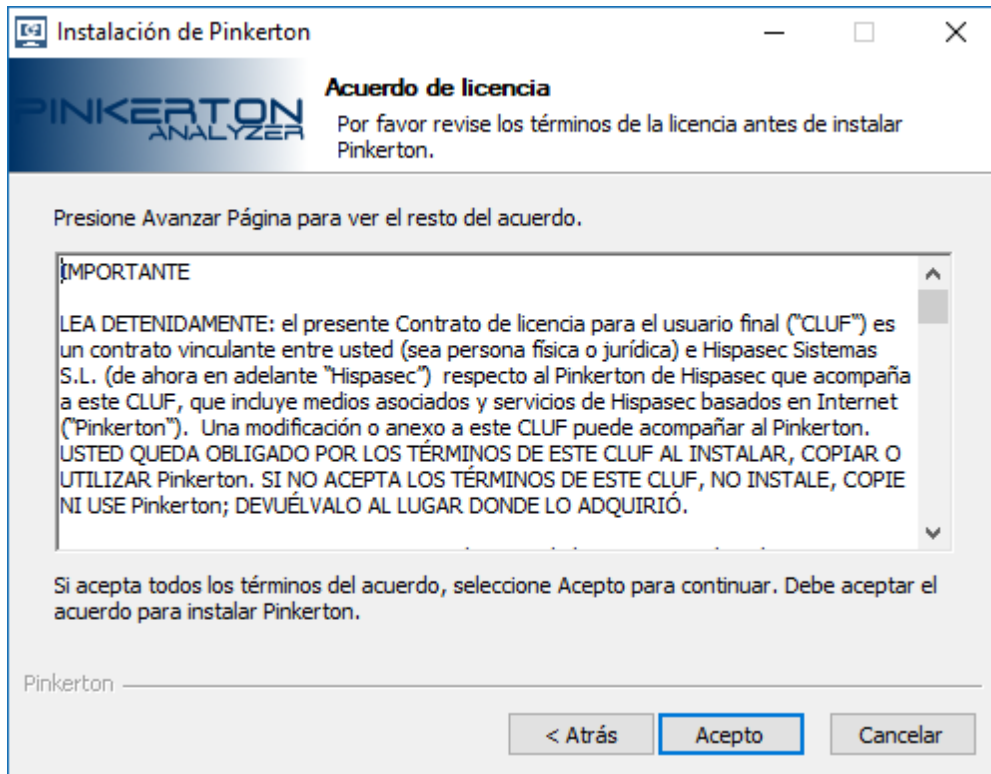 Instalación de Pinkerton
PINKERTON
ANALYZER
Acuerdo de licencia
Por favor revise los términos de la licencia antes de instalar
Pinkerton.
Presione Avanzar Página para ver el resto del acuerdo.
IMPORTANTE
LEA DETENIDAMENTE: el presente Contrato de licencia para el usuario final ("CLUF") es
un contrato vinculante entre usted (sea persona física o jurídica) e Hispasec Sistemas
S.L. (de ahora en adelante “Hispasec”)  respecto al Pinkerton de Hispasec que acompaña
a este CLUF, que incluye medios asociados y servicios de Hispasec basados en Internet
("Pinkerton").  Una modificación o anexo a este CLUF puede acompañar al Pinkerton.
USTED QUEDA OBLIGADO POR LOS TÉRMINOS DE ESTE CLUF AL INSTALAR, COPIAR O
UTILIZAR Pinkerton. SI NO ACEPTA LOS TÉRMINOS DE ESTE CLUF, NO INSTALE, COPIE
NI USE Pinkerton; DEVUÉLVALO AL LUGAR DONDE LO ADQUIRIÓ.
Si acepta todos los términos del acuerdo, seleccione Acepto para continuar. Debe aceptar el
acuerdo para instalar Pinkerton.
Pinkerton
< Atrás
Acepto
Cancelar